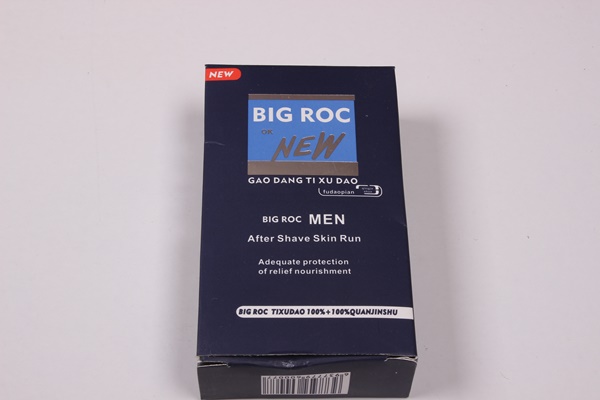 NEW
BIG ROC
OK
NEW
GAO DANG TI XU DAO
fudaopian
BIG ROC MEN
After Shave Skin Run
Adequate protection
of relief nourishment
BIG ROC TIXUDAO 100%+100%QUANJINSHU